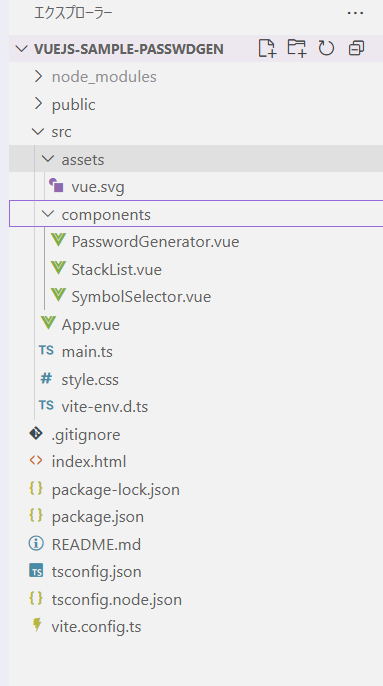 エクスプローラー
VUEJS-SAMPLE-PASSWDGEN
node_modules
public
src
assets
vue.svg
components
PasswordGenerator.vue
StackList.vue
SymbolSelector.vue
App.vue
TS main.ts
# style.css
TS vite-env.d.ts
.gitignore
<> index.html
{} package-lock.json
{} package.json
README.md
TS tsconfig.json
{} tsconfig.node.json
vite.config.ts